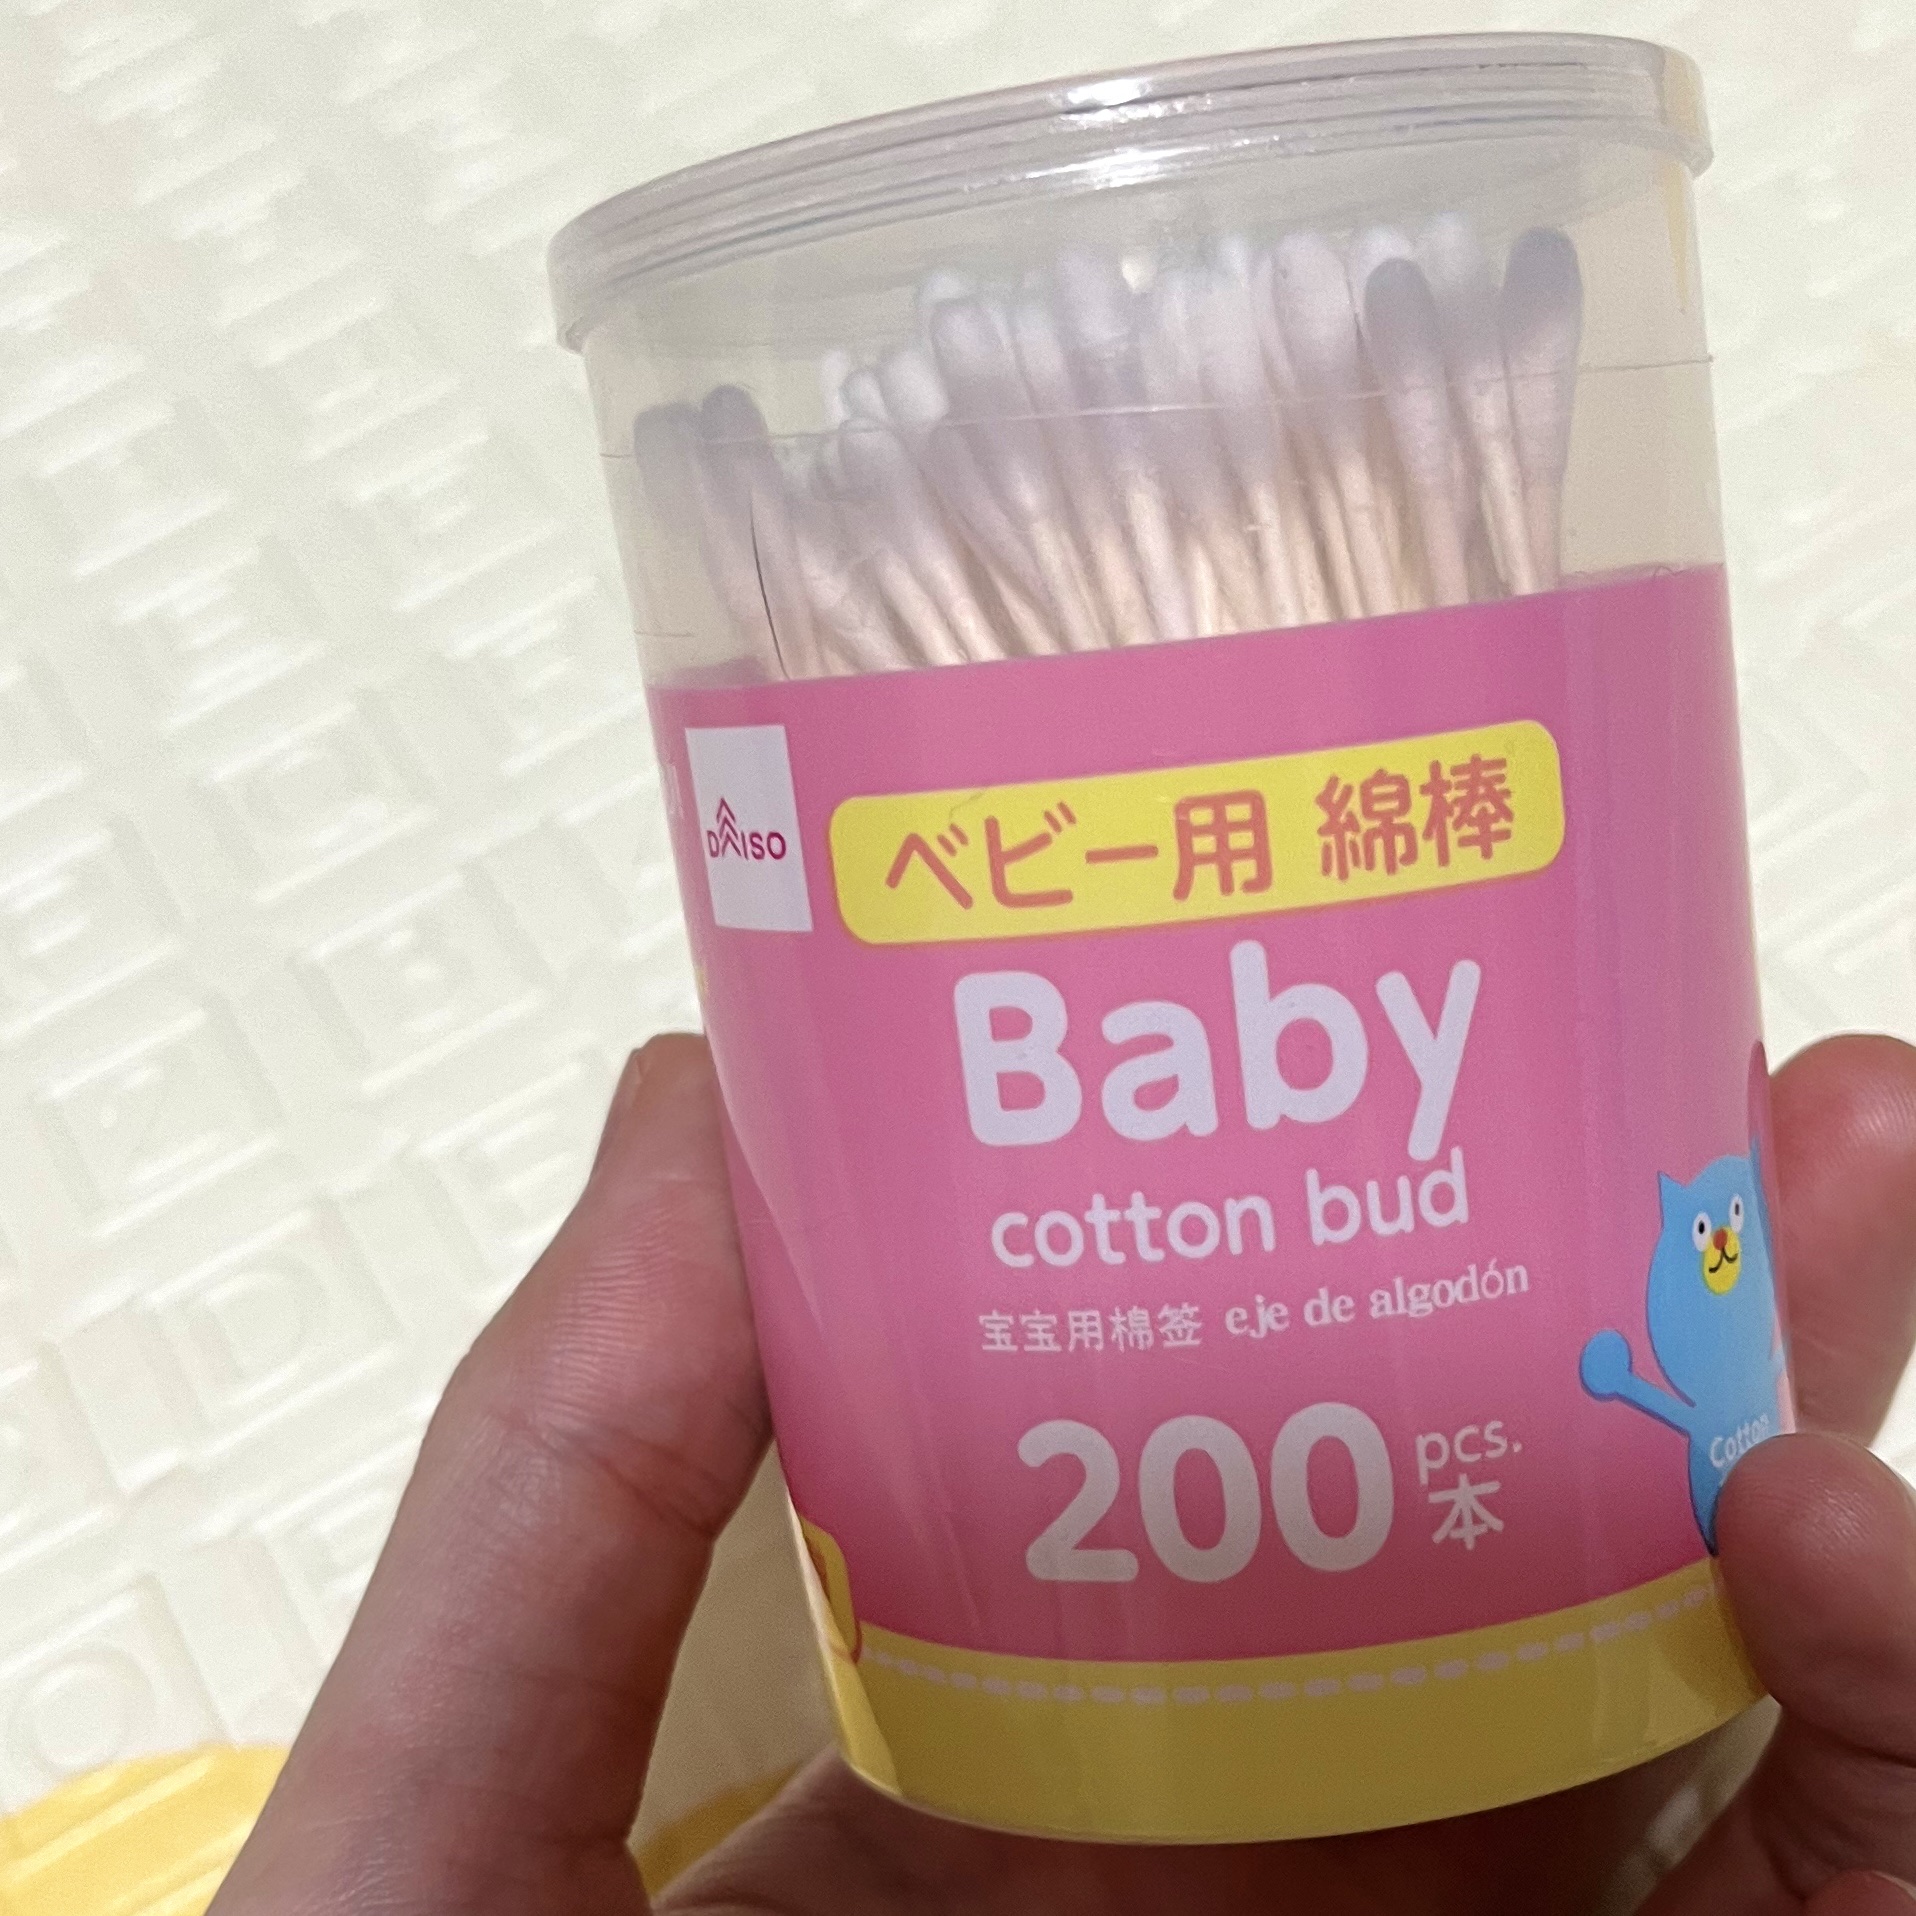 DAISO
ベビー用 綿棒
Baby
cotton bud
宝宝用棉签 eje de algodón
200 pcs.
本
Cotton